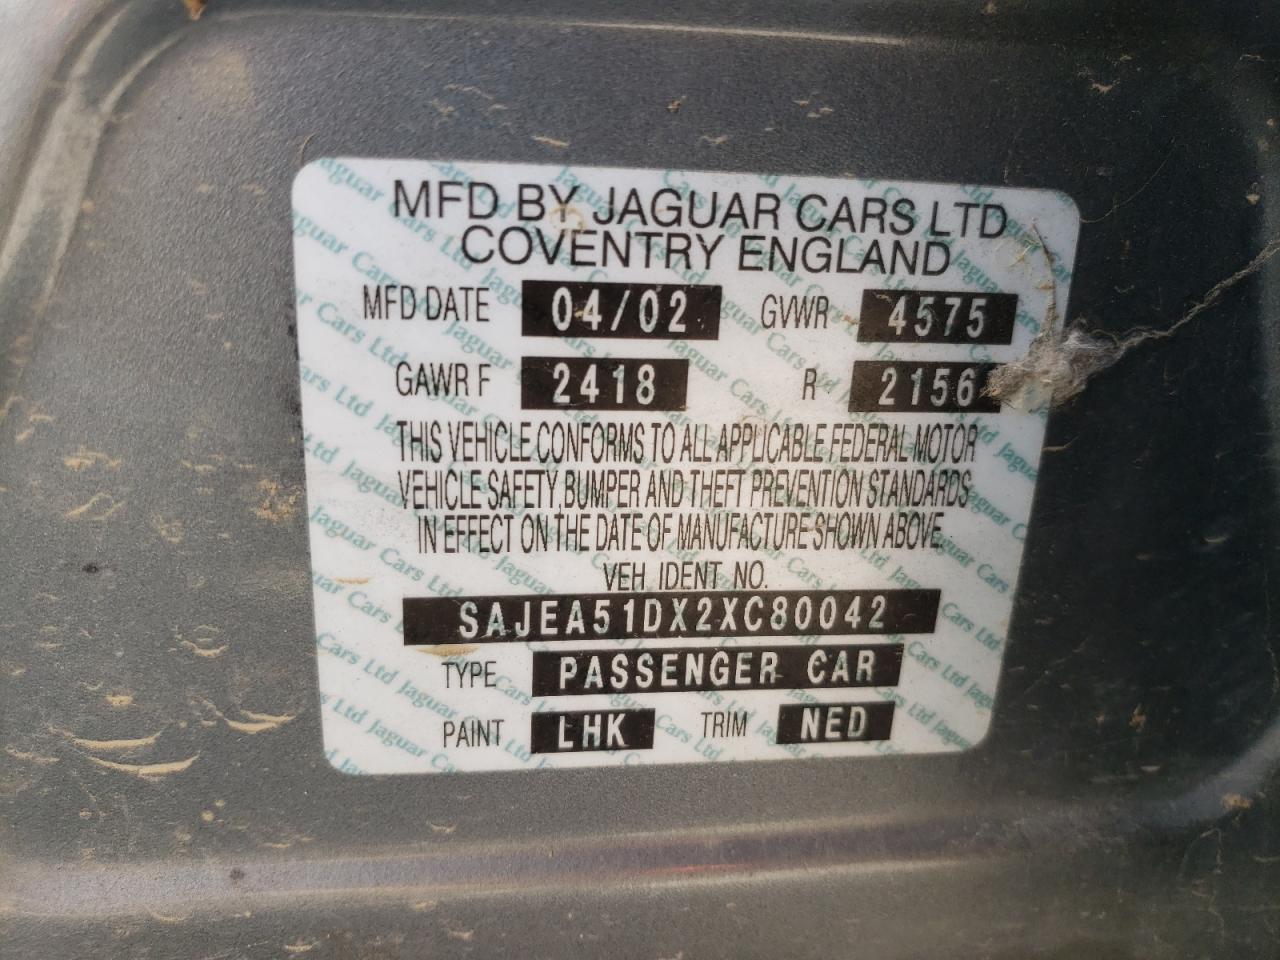 MFD BY JAGUAR CARS LTD
COVENTRY ENGLAND
MFD DATE 04/02 GVWR 4575
GAWR F 2418 R 2156
THIS VEHICLE CONFORMS TO ALL APPLICABLE FEDERAL MOTOR
VEHICLE SAFETY, BUMPER AND THEFT PREVENTION STANDARDS
IN EFFECT ON THE DATE OF MANUFACTURE SHOWN ABOVE.
VEH. IDENT NO.
SAJEA51DX2XC80042
TYPE PASSENGER CAR
PAINT LHK TRIM NED